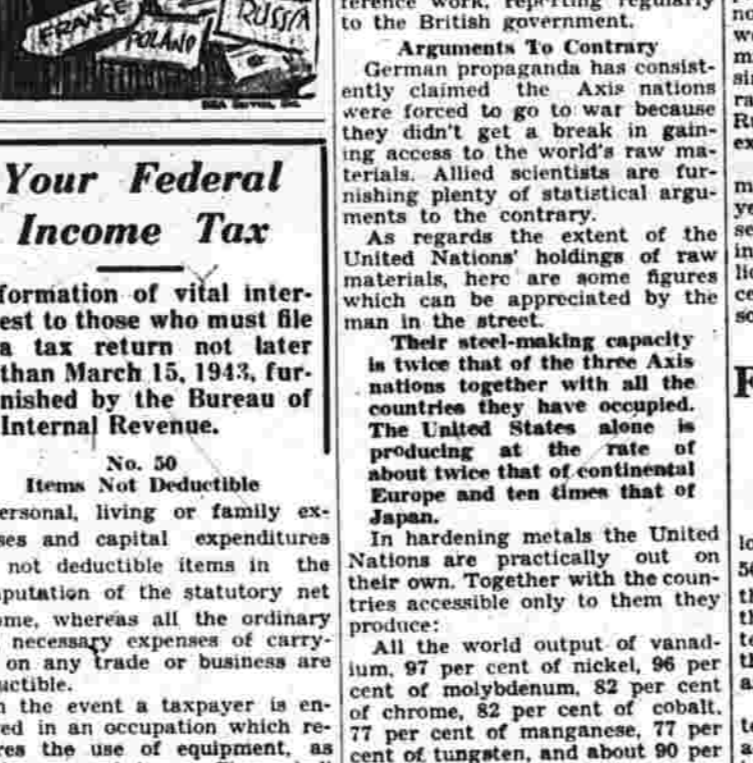 FRANCE
POLAND
RUSSIA
Your Federal
Income Tax
formation of vital inter-
est to those who must file
a tax return not later
than March 15, 1943, fur-
nished by the Bureau of
Internal Revenue.
No. 50
Items Not Deductible
ersonal, living or family ex-
ses and capital expenditures
not deductible items in the
putation of the statutory net
ome, whereas all the ordinary
necessary expenses of carry-
on any trade or business are
uctible.
n the event a taxpayer is en-
ed in an occupation which re-
res the use of equipment, as
ference work, reporting regularly
to the British government.
Arguments To Contrary
German propaganda has consist-
ently claimed the Axis nations
were forced to go to war because
they didn't get a break in gain-
ing access to the world's raw ma-
terials. Allied scientists are fur-
nishing plenty of statistical argu-
ments to the contrary.
As regards the extent of the
United Nations' holdings of raw
materials, here are some figures
which can be appreciated by the
man in the street.
Their steel-making capacity
is twice that of the three Axis
nations together with all the
countries they have occupied.
The United States alone is
producing at the rate of
about twice that of continental
Europe and ten times that of
Japan.
In hardening metals the United
Nations are practically out on
their own. Together with the coun-
tries accessible only to them they
produce:
All the world output of vanad-
ium, 97 per cent of nickel, 96 per
cent of molybdenum, 82 per cent
of chrome, 82 per cent of cobalt,
77 per cent of manganese, 77 per
cent of tungsten, and about 90 per